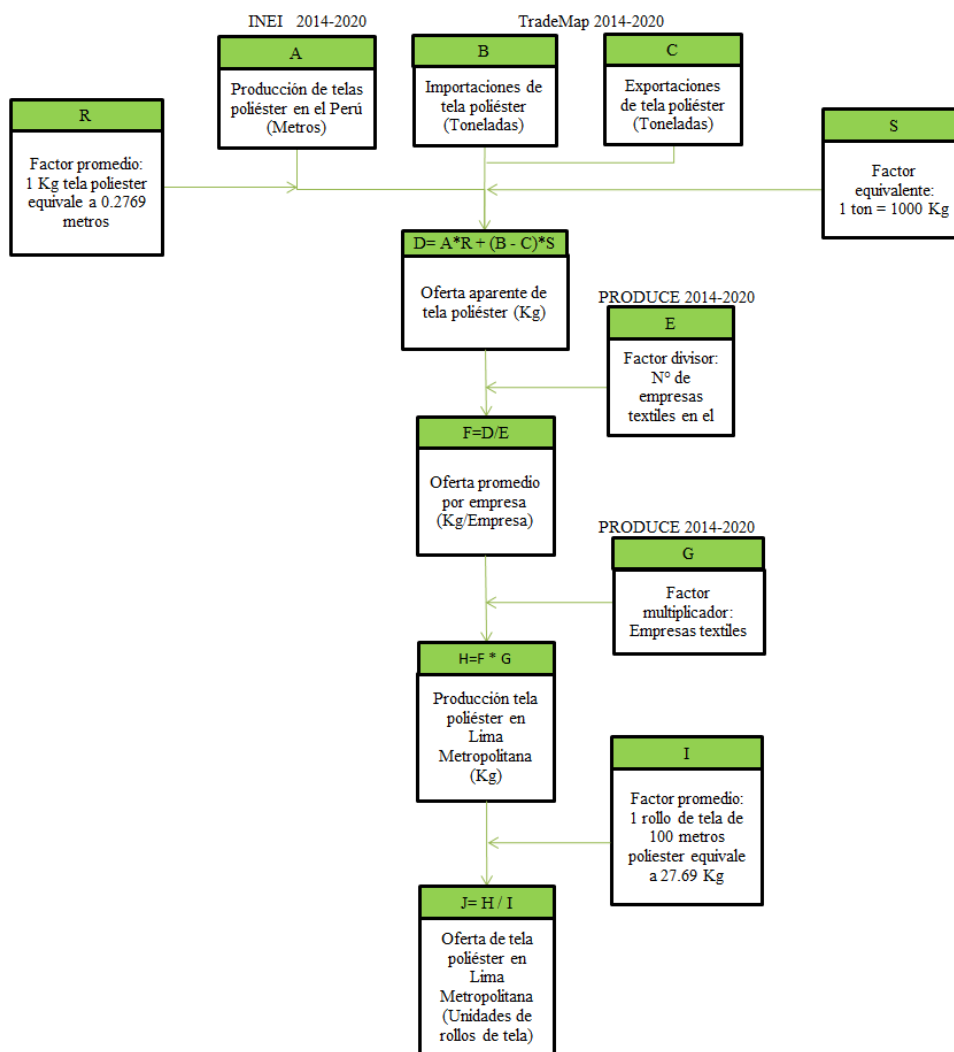 INEI 2014-2020
TradeMap 2014-2020
A
Producción de telas
poliéster en el Perú
(Metros)
B
Importaciones de
tela poliéster
(Toneladas)
C
Exportaciones
de tela poliéster
(Toneladas)
R
Factor promedio:
1 Kg tela poliester
equivale a 0.2769
metros
S
Factor
equivalente:
1 ton = 1000 Kg
D= A*R + (B - C)*S
Oferta aparente de
tela poliéster (Kg)
PRODUCE 2014-2020
E
Factor divisor:
N° de
empresas
textiles en el
F=D/E
Oferta promedio
por empresa
(Kg/Empresa)
PRODUCE 2014-2020
G
Factor
multiplicador:
Empresas textiles
H=F * G
Producción tela
poliéster en
Lima
Metropolitana
(Kg)
I
Factor promedio:
1 rollo de tela de
100 metros
poliester equivale
a 27.69 Kg
J= H / I
Oferta de tela
poliéster en
Lima
Metropolitana
(Unidades de
rollos de tela)